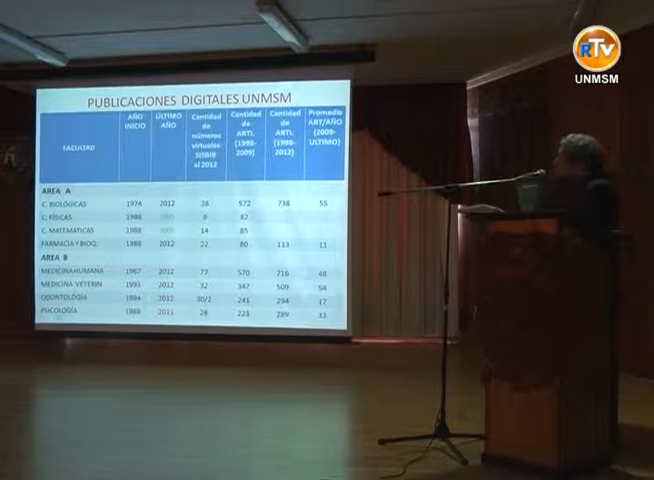 RTV
UNMSM
PUBLICACIONES DIGITALES UNMSM
FACULTAD AÑO INICIO ÚLTIMO AÑO Cantidad de números virtuales SISBIB al 2012 Cantidad de ARTI. (1998-2009) Cantidad de ARTI. (1998-2012) Promedio ART/AÑO (2009-ULTIMO)
AREA A
C. BIOLÓGICAS 1974 2012 38 572 738 55
C. FÍSICAS 1988 9 82
C. MATEMATICAS 1988 14 85
FARMACIA Y BIOQ. 1988 2012 22 80 113 11
AREA B
MEDICINA HUMANA 1967 2012 77 570 716 48
MEDICINA VETERIN 1993 2012 32 347 509 54
ODONTOLOGÍA 1994 2012 30/2 241 294 17
PSICOLOGÍA 1988 2011 28 223 289 33